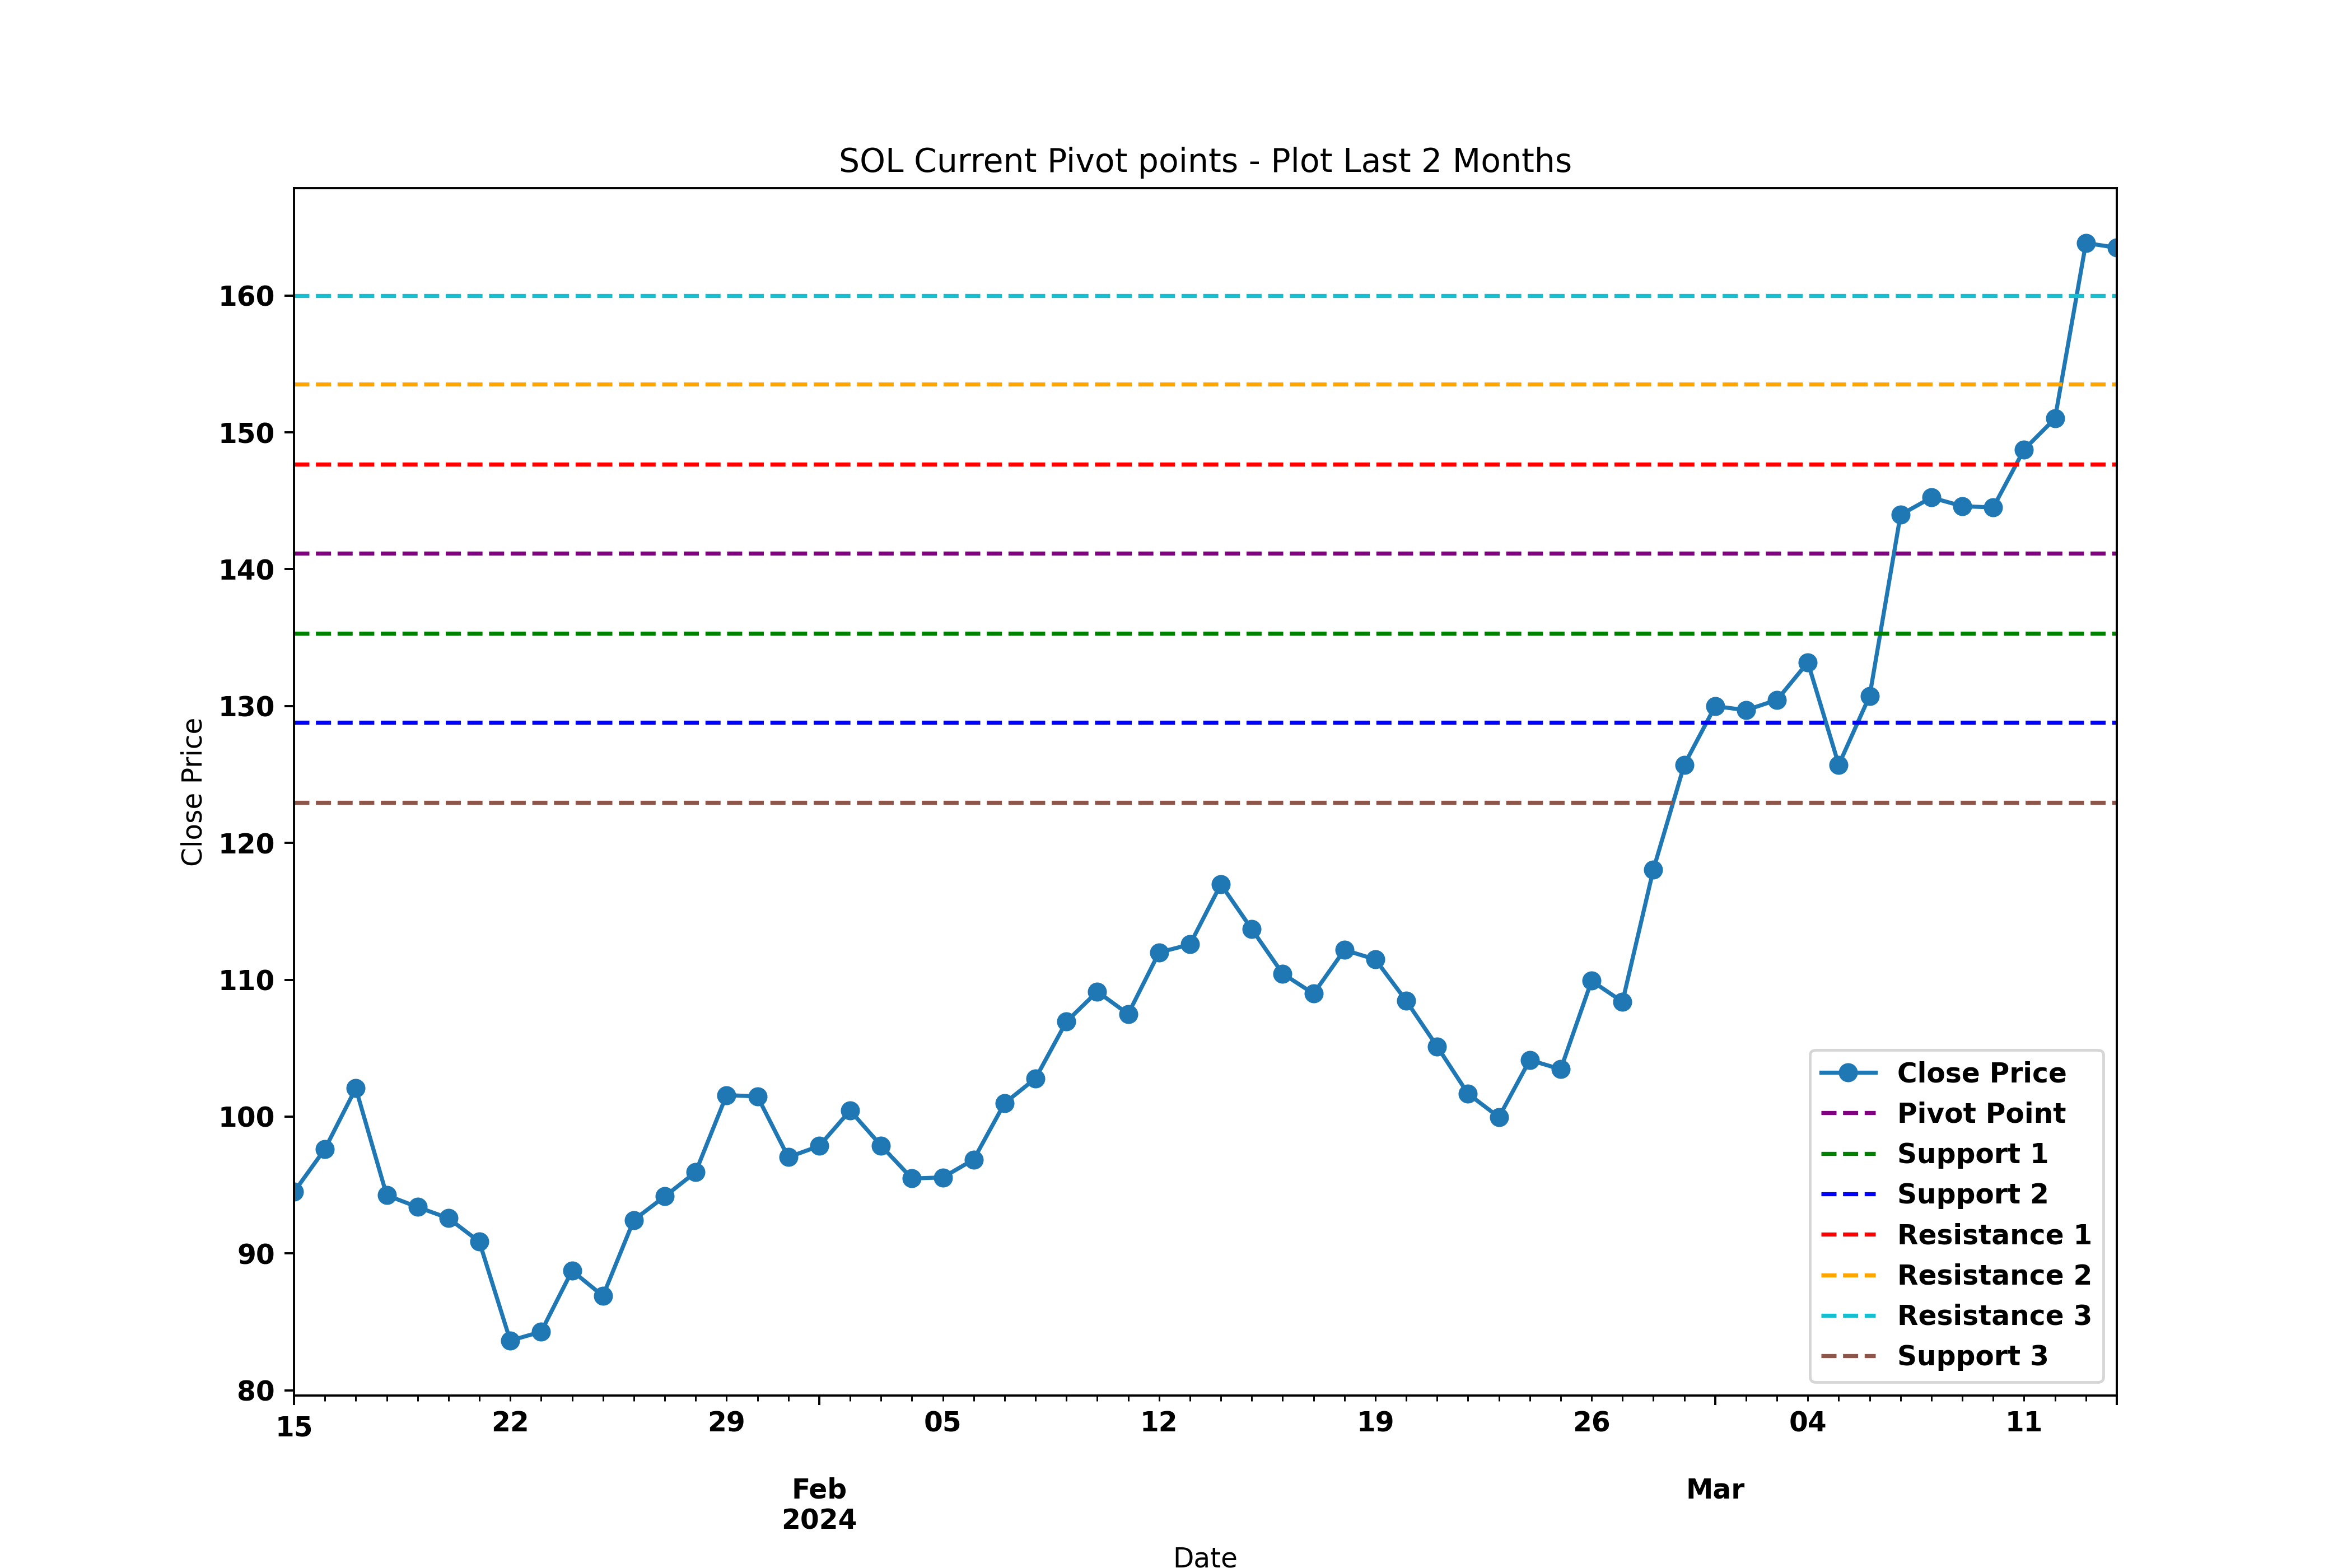 SOL Current Pivot points - Plot Last 2 Months
160
150
140
130
120
110
100
90
80
Close Price
Close Price
Pivot Point
Support 1
Support 2
Resistance 1
Resistance 2
Resistance 3
Support 3
15 22 29 05 12 19 26 04 11
Feb Mar
2024
Date